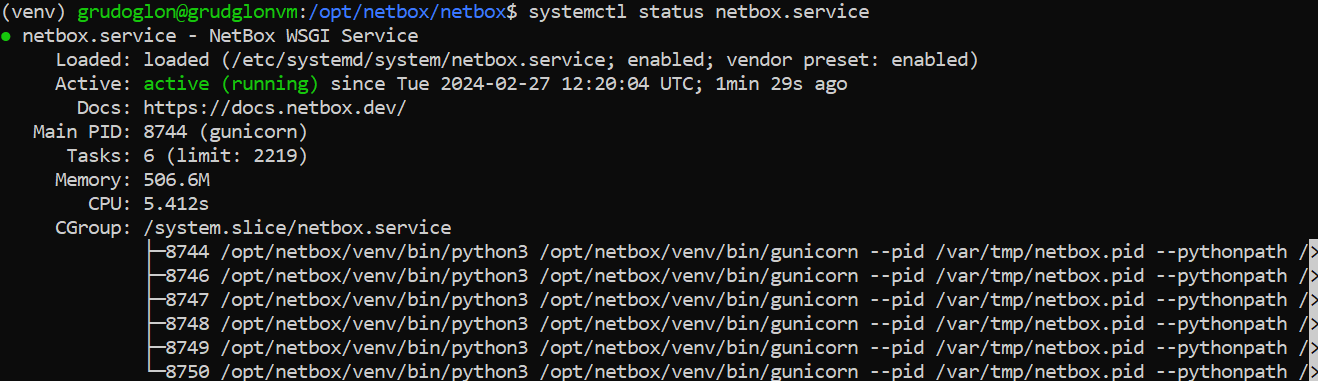 (venv) grudoglon@grudglonvm:/opt/netbox/netbox$ systemctl status netbox.service
● netbox.service - NetBox WSGI Service
Loaded: loaded (/etc/systemd/system/netbox.service; enabled; vendor preset: enabled)
Active: active (running) since Tue 2024-02-27 12:20:04 UTC; 1min 29s ago
Docs: https://docs.netbox.dev/
Main PID: 8744 (gunicorn)
Tasks: 6 (limit: 2219)
Memory: 506.6M
CPU: 5.412s
CGroup: /system.slice/netbox.service
├─8744 /opt/netbox/venv/bin/python3 /opt/netbox/venv/bin/gunicorn --pid /var/tmp/netbox.pid --pythonpath />
├─8746 /opt/netbox/venv/bin/python3 /opt/netbox/venv/bin/gunicorn --pid /var/tmp/netbox.pid --pythonpath />
├─8747 /opt/netbox/venv/bin/python3 /opt/netbox/venv/bin/gunicorn --pid /var/tmp/netbox.pid --pythonpath />
├─8748 /opt/netbox/venv/bin/python3 /opt/netbox/venv/bin/gunicorn --pid /var/tmp/netbox.pid --pythonpath />
├─8749 /opt/netbox/venv/bin/python3 /opt/netbox/venv/bin/gunicorn --pid /var/tmp/netbox.pid --pythonpath />
└─8750 /opt/netbox/venv/bin/python3 /opt/netbox/venv/bin/gunicorn --pid /var/tmp/netbox.pid --pythonpath />